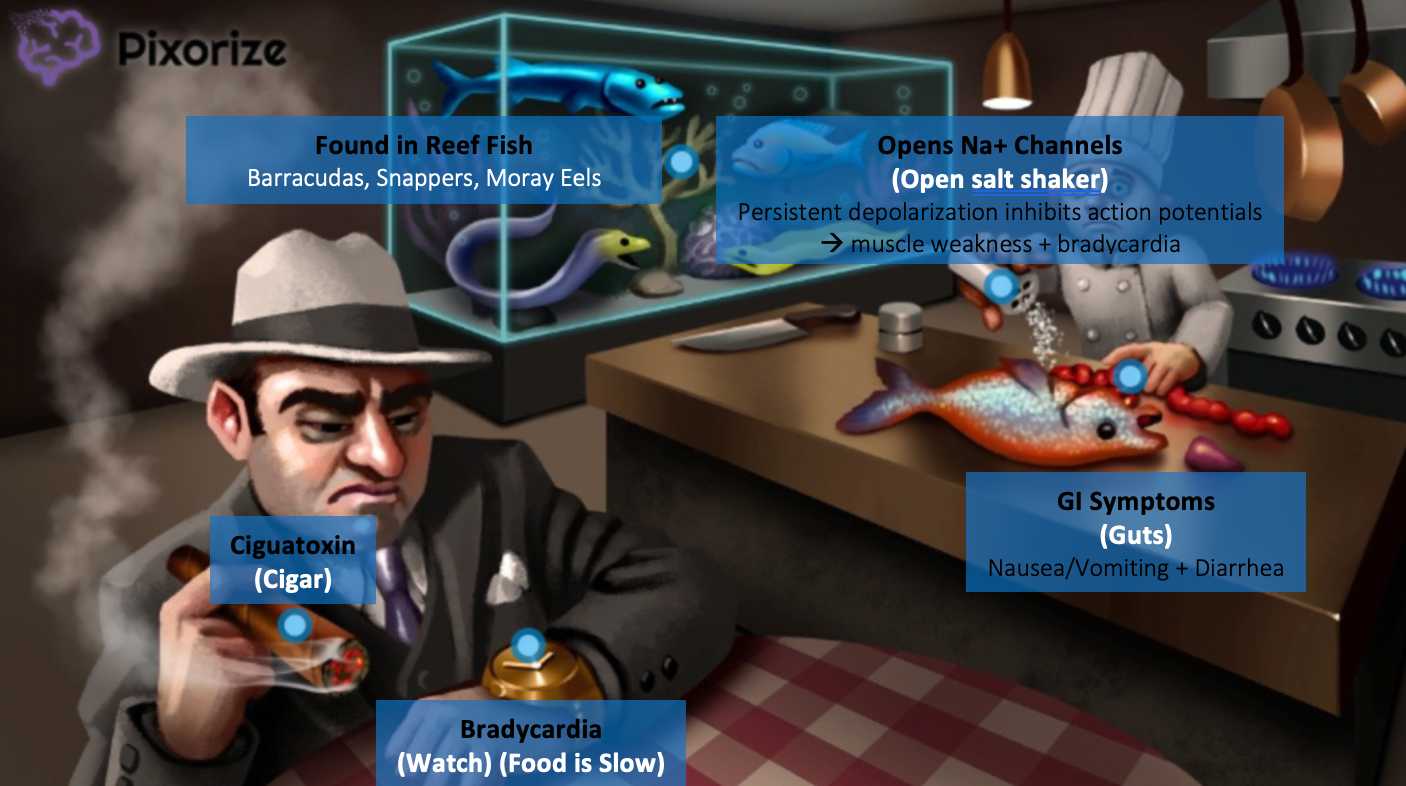 Pixorize
Found in Reef Fish
Barracudas, Snappers, Moray Eels
Opens Na+ Channels
(Open salt shaker)
Persistent depolarization inhibits action potentials
→ muscle weakness + bradycardia
GI Symptoms
(Guts)
Nausea/Vomiting + Diarrhea
Ciguatoxin
(Cigar)
Bradycardia
(Watch) (Food is Slow)